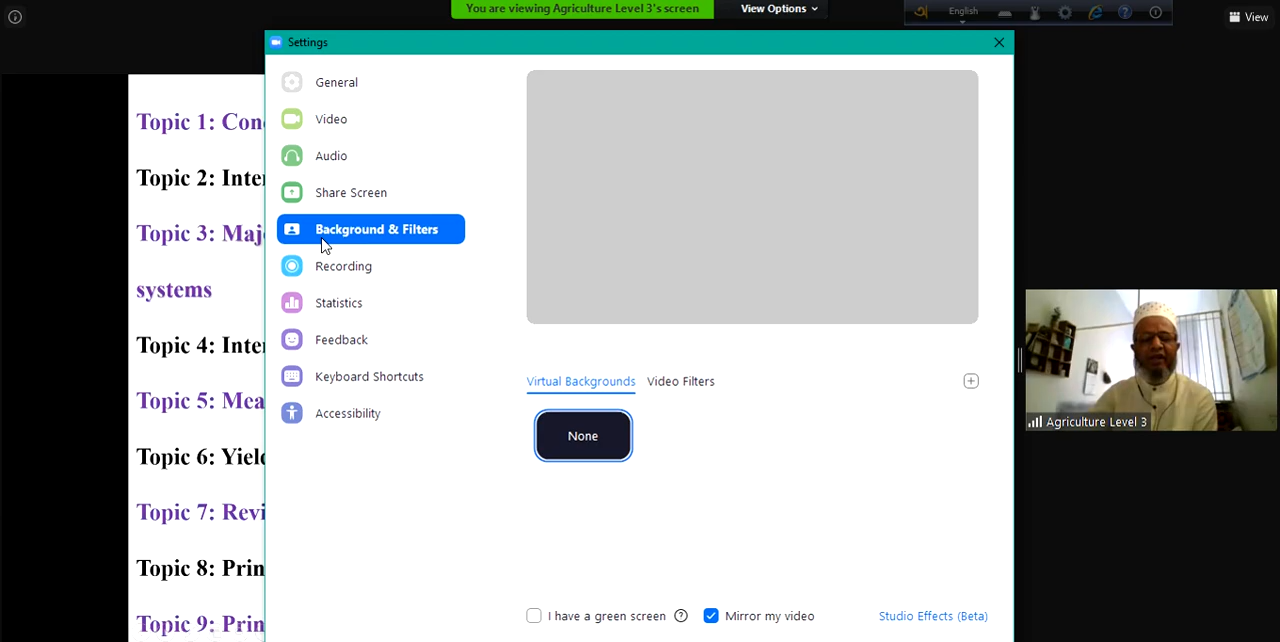 You are viewing Agriculture Level 3's screen
View Options
English
View
Settings
General
Video
Audio
Share Screen
Background & Filters
Recording
Statistics
Feedback
Keyboard Shortcuts
Accessibility
Topic 1: Con
Topic 2: Inter
Topic 3: Maj
systems
Topic 4: Inter
Topic 5: Mea
Topic 6: Yield
Topic 7: Revi
Topic 8: Prin
Topic 9: Prin
Virtual Backgrounds
Video Filters
None
I have a green screen
Mirror my video
Studio Effects (Beta)
Agriculture Level 3